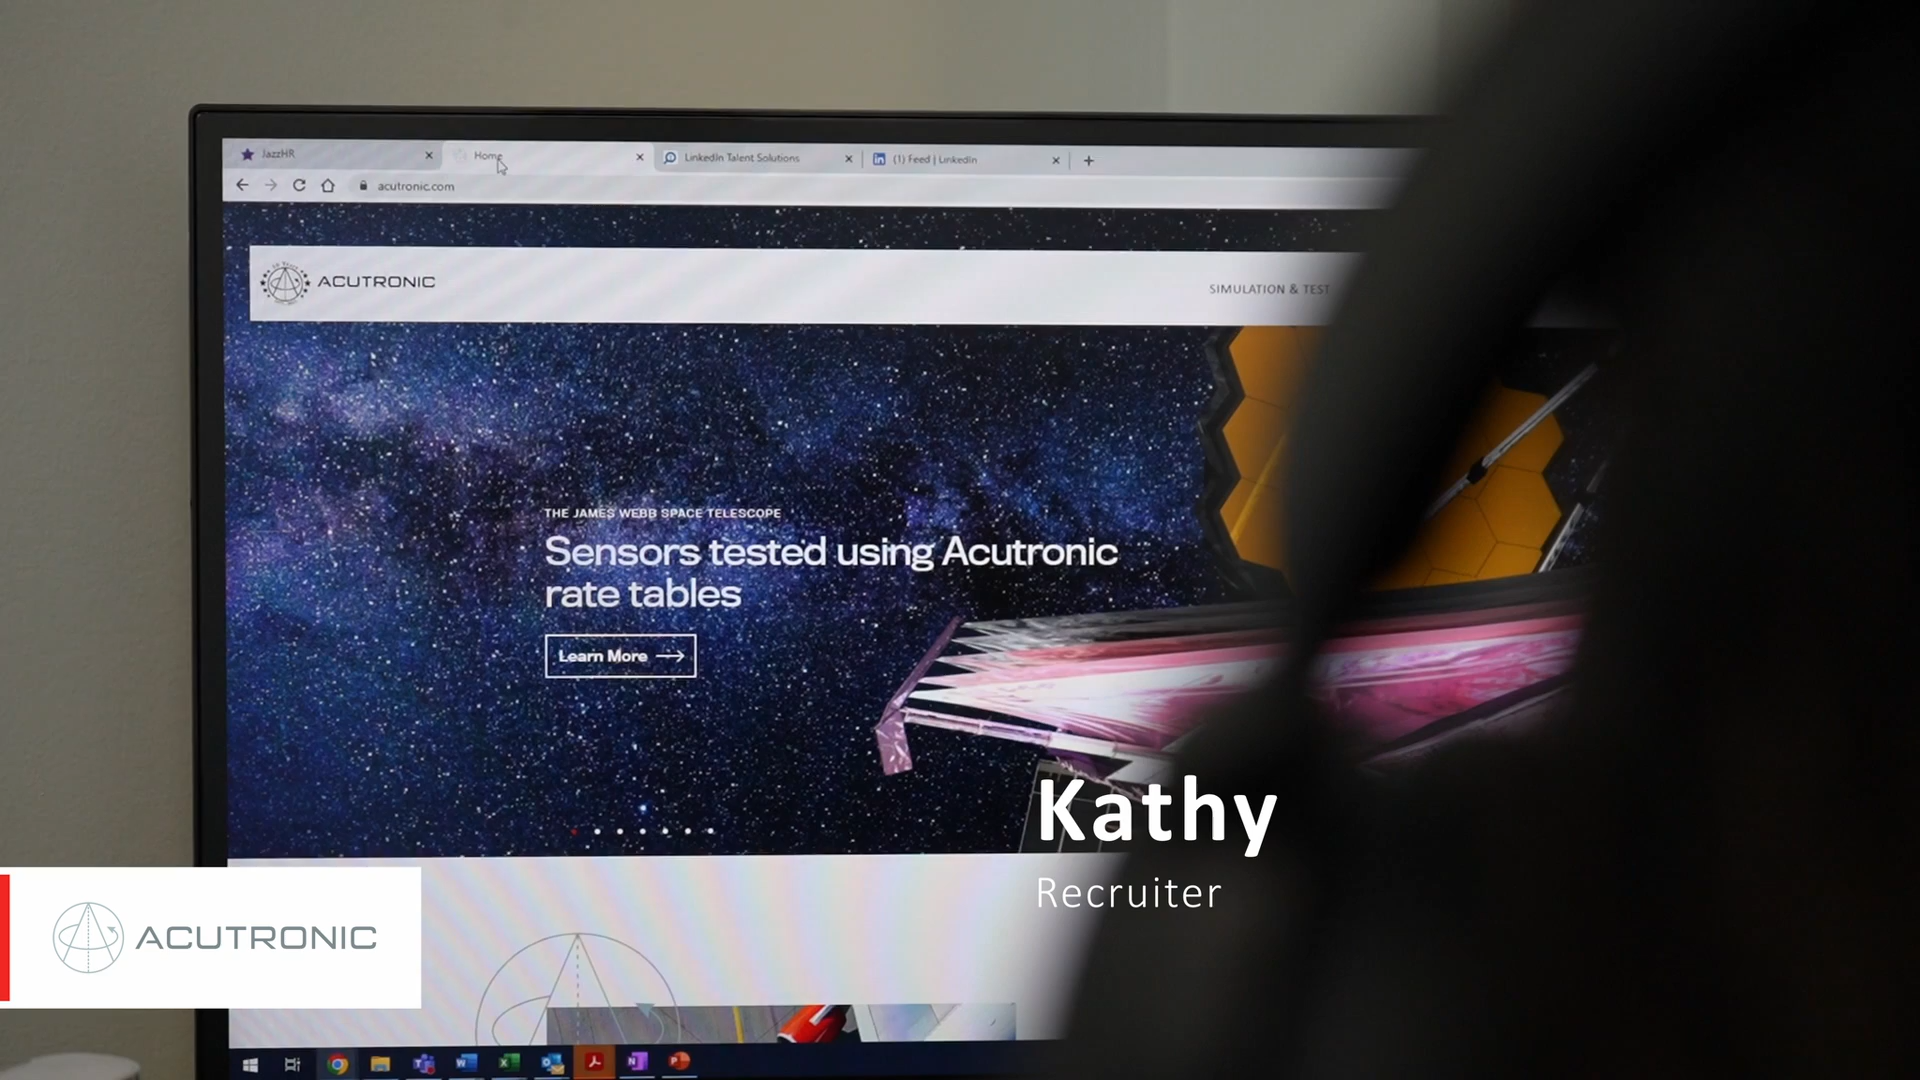 JazzHR
Home
LinkedIn Talent Solutions
(1) Feed | LinkedIn
acutronic.com
ACUTRONIC
SIMULATION & TEST
THE JAMES WEBB SPACE TELESCOPE
Sensors tested using Acutronic
rate tables
Learn More
Kathy
Recruiter
ACUTRONIC